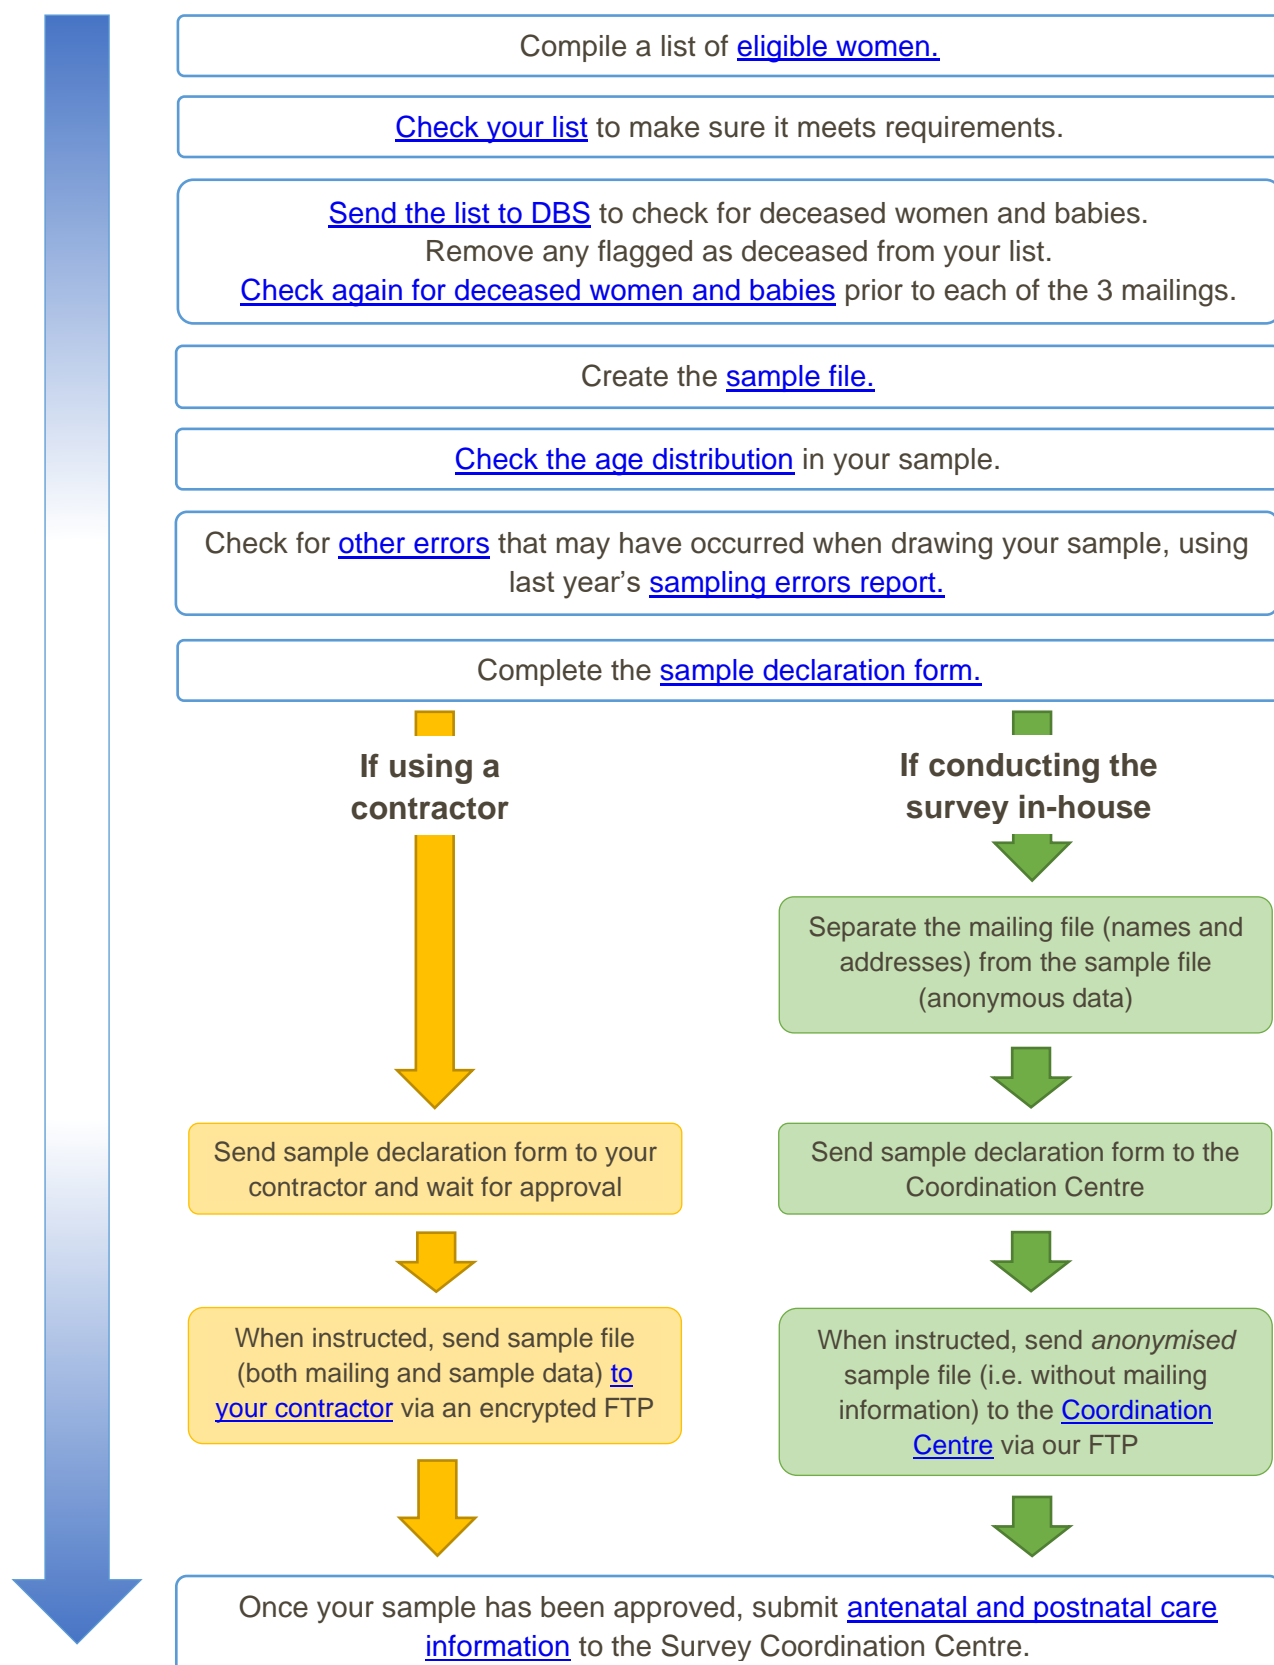 Compile a list of eligible women.
Check your list to make sure it meets requirements.
Send the list to DBS to check for deceased women and babies.
Remove any flagged as deceased from your list.
Check again for deceased women and babies prior to each of the 3 mailings.
Create the sample file.
Check the age distribution in your sample.
Check for other errors that may have occurred when drawing your sample, using
last year's sampling errors report.
Complete the sample declaration form.
If using a
contractor
Send sample declaration form to your
contractor and wait for approval
When instructed, send sample file
(both mailing and sample data) to
your contractor via an encrypted FTP
If conducting the
survey in-house
Separate the mailing file (names and
addresses) from the sample file
(anonymous data)
Send sample declaration form to the
Coordination Centre
When instructed, send anonymised
sample file (i.e. without mailing
information) to the Coordination
Centre via our FTP
Once your sample has been approved, submit antenatal and postnatal care
information to the Survey Coordination Centre.